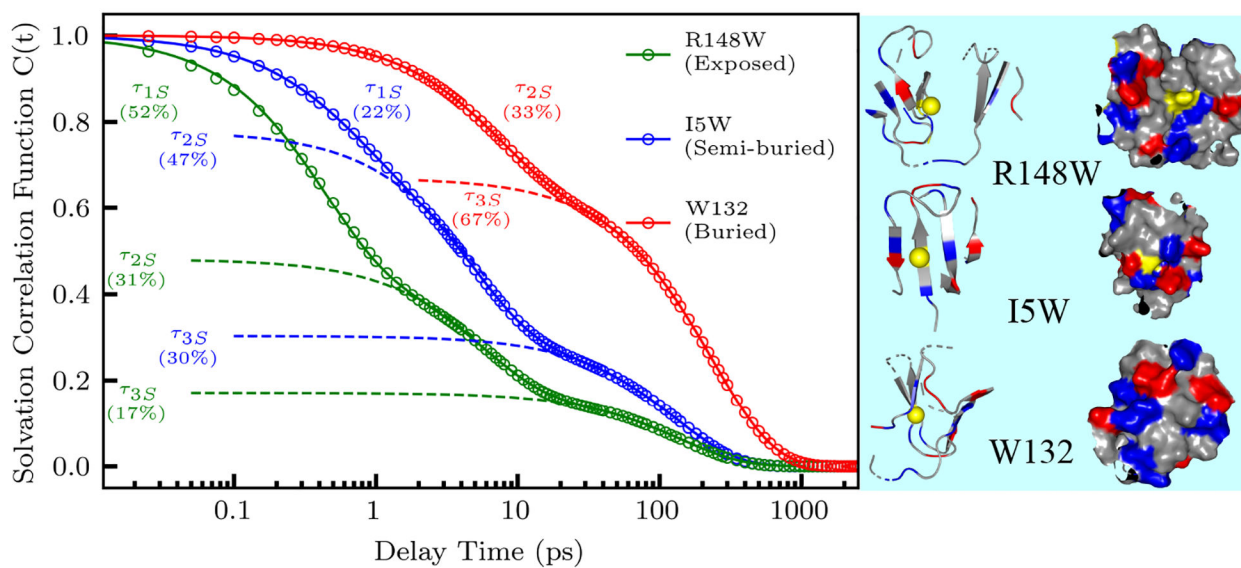 Solvation Correlation Function C(t)
1.0
0.8
0.6
0.4
0.2
0.0
0.1
1
10
100
1000
Delay Time (ps)
τ1S
(52%)
τ2S
(47%)
τ2S
(31%)
τ3S
(30%)
τ3S
(17%)
τ1S
(22%)
τ2S
(33%)
τ3S
(67%)
R148W
(Exposed)
I5W
(Semi-buried)
W132
(Buried)
R148W
I5W
W132